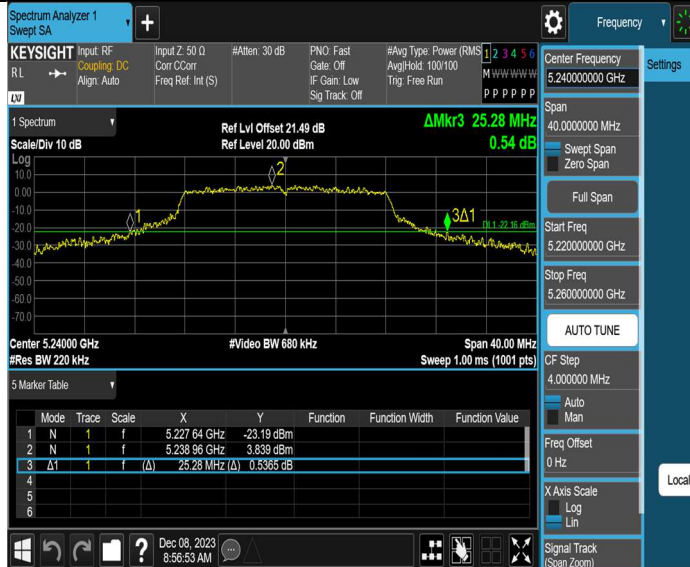 Spectrum Analyzer 1
Swept SA
+
Frequency
KEYSIGHT
RL
LXI
Input: RF
Coupling: DC
Align: Auto
Input Z: 50 Ω
Corr CCorr
Freq Ref: Int (S)
#Atten: 30 dB
PNO: Fast
Gate: Off
IF Gain: Low
Sig Track: Off
#Avg Type: Power (RMS
Avg|Hold: 100/100
Trig: Free Run
1 2 3 4 5 6
M W W W W W
P P P P P P
1 Spectrum
Scale/Div 10 dB
Ref Lvl Offset 21.49 dB
Ref Level 20.00 dBm
ΔMkr3 25.28 MHz
0.54 dB
Log
10.0
0.00
-10.0
-20.0
-30.0
-40.0
-50.0
-60.0
-70.0
1
2
3Δ1
DL1 -22.16 dBm
Center 5.24000 GHz
#Res BW 220 kHz
#Video BW 680 kHz
Span 40.00 MHz
Sweep 1.00 ms (1001 pts)
5 Marker Table
Mode Trace Scale X Y Function Function Width Function Value
1 N 1 f 5.227 64 GHz -23.19 dBm
2 N 1 f 5.238 96 GHz 3.839 dBm
3 Δ1 1 f (Δ) 25.28 MHz (Δ) 0.5365 dB
4
5
6
?
Dec 08, 2023
8:56:53 AM
Center Frequency
5.240000000 GHz
Span
40.0000000 MHz
Swept Span
Zero Span
Full Span
Start Freq
5.220000000 GHz
Stop Freq
5.260000000 GHz
AUTO TUNE
CF Step
4.000000 MHz
Auto
Man
Freq Offset
0 Hz
X Axis Scale
Log
Lin
Signal Track
(Span Zoom)
Settings
Local